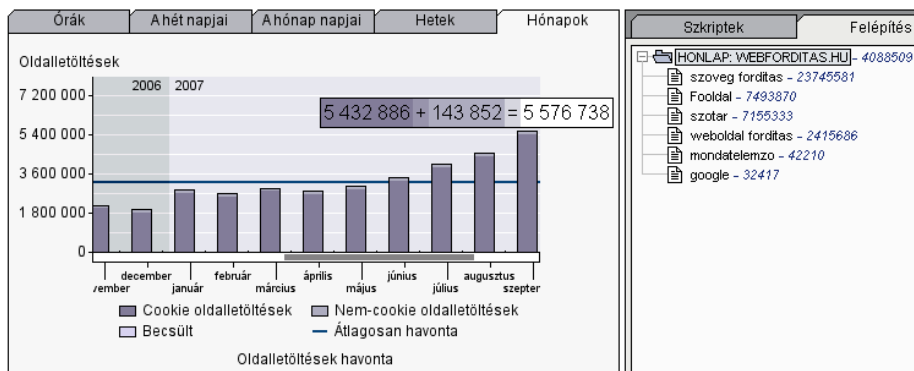 Órák
A hét napjai
A hónap napjai
Hetek
Hónapok
Oldalletöltések
2006 2007
7 200 000
5 400 000
3 600 000
1 800 000
0
5 432 886 + 143 852 = 5 576 738
december
február
április
június
augusztus
vember
január
március
május
július
szepter
Cookie oldalletöltések
Nem-cookie oldalletöltések
Becsült
Átlagosan havonta
Oldalletöltések havonta
Szkriptek
Felépítés
HONLAP: WEBFORDITAS.HU - 4088509
szoveg forditas - 23745581
Fooldal - 7493870
szotar - 7155333
weboldal forditas - 2415686
mondatelemzo - 42210
google - 32417